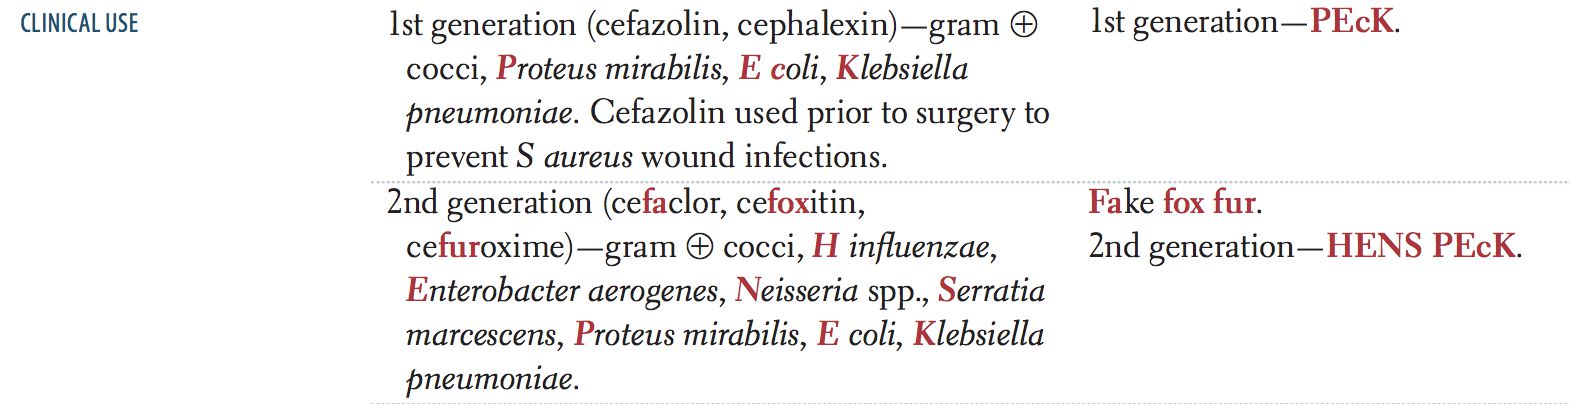 CLINICAL USE
1st generation (cefazolin, cephalexin)—gram ⊕
cocci, Proteus mirabilis, E coli, Klebsiella
pneumoniae. Cefazolin used prior to surgery to
prevent S aureus wound infections.
1st generation—PEcK.
2nd generation (cefaclor, cefoxitin,
cefuroxime)—gram ⊕ cocci, H influenzae,
Enterobacter aerogenes, Neisseria spp., Serratia
marcescens, Proteus mirabilis, E coli, Klebsiella
pneumoniae.
Fake fox fur.
2nd generation—HENS PEcK.